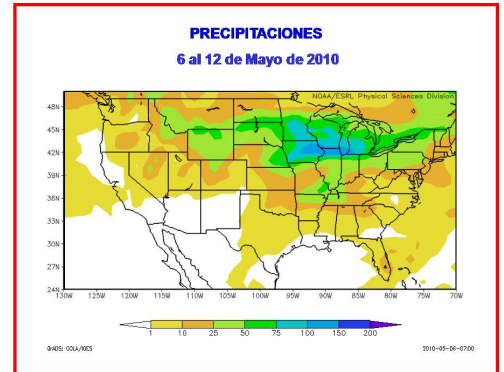 PRECIPITACIONES
6 al 12 de Mayo de 2010
NOAA/ESRL Physical Sciences Division
48N
45N
42N
39N
36N
33N
30N
27N
24N
130W 125W 120W 115W 110W 105W 100W 95W 90W 85W 80W 75W 70W
1 10 25 50 75 100 150 200
GrADS: COLA/IGES 2010-05-06-07:00